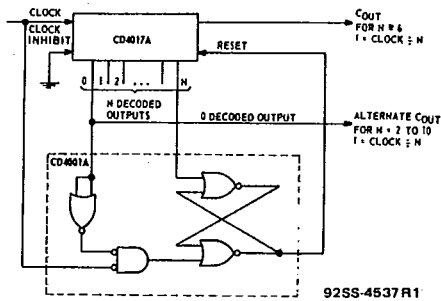 CLOCK
CLOCK
INHIBIT
CD4017A
COUT
FOR N ≠ 6
f = CLOCK ÷ N
RESET
0 1 2 ... N
N DECODED
OUTPUTS
0 DECODED OUTPUT
ALTERNATE COUT
FOR N = 2 TO 10
f = CLOCK ÷ N
CD4001A
92SS-4537R1